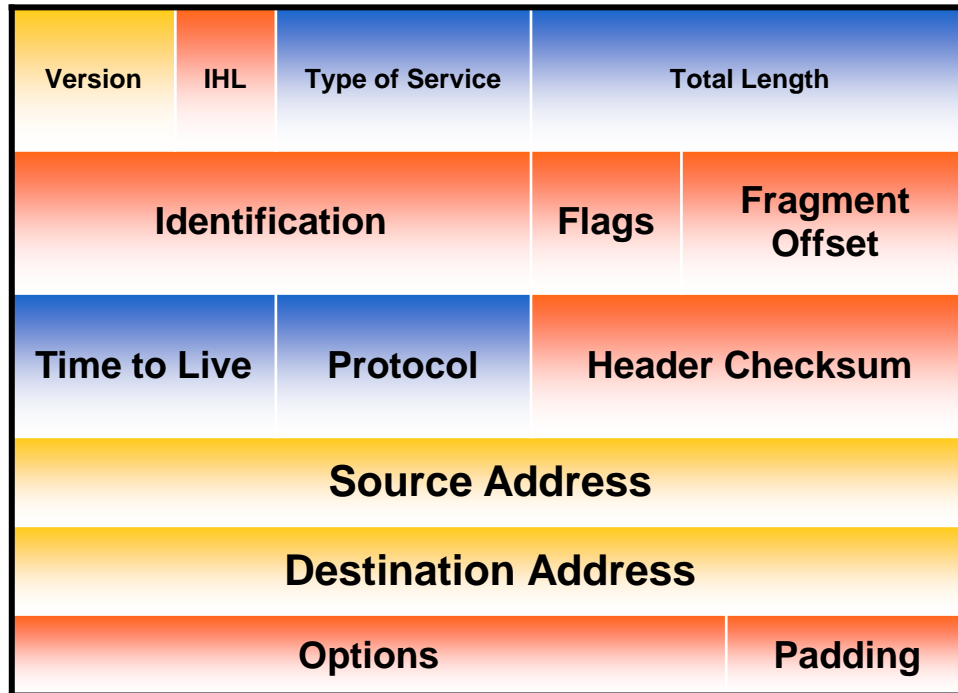 Version IHL Type of Service Total Length
Identification Flags Fragment Offset
Time to Live Protocol Header Checksum
Source Address
Destination Address
Options Padding